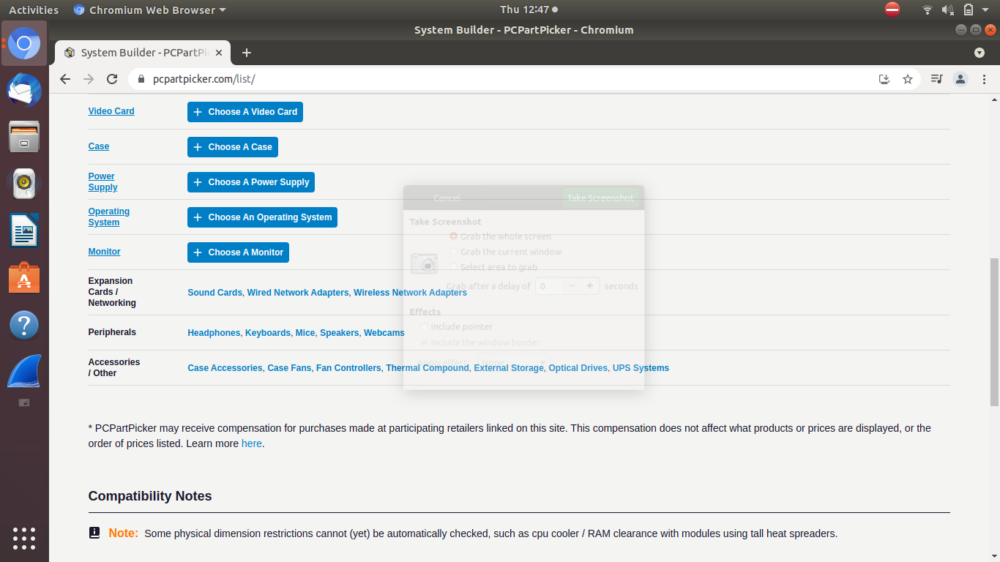 Activities
Chromium Web Browser
Thu 12:47
System Builder - PCPartPicker - Chromium
System Builder - PCPartPi
pcpartpicker.com/list/
Video Card
Choose A Video Card
Case
Choose A Case
Power
Supply
Choose A Power Supply
Operating
System
Choose An Operating System
Monitor
Choose A Monitor
Expansion
Cards /
Networking
Sound Cards, Wired Network Adapters, Wireless Network Adapters
Peripherals
Headphones, Keyboards, Mice, Speakers, Webcams
Accessories
/ Other
Case Accessories, Case Fans, Fan Controllers, Thermal Compound, External Storage, Optical Drives, UPS Systems
Cancel
Take Screenshot
Take Screenshot
Grab the whole screen
Grab the current window
Select area to grab
Grab after a delay of 0 − + seconds
Effects
Include pointer
Include the window border
Apply effect: None
* PCPartPicker may receive compensation for purchases made at participating retailers linked on this site. This compensation does not affect what products or prices are displayed, or the
order of prices listed. Learn more here.
Compatibility Notes
Note: Some physical dimension restrictions cannot (yet) be automatically checked, such as cpu cooler / RAM clearance with modules using tall heat spreaders.